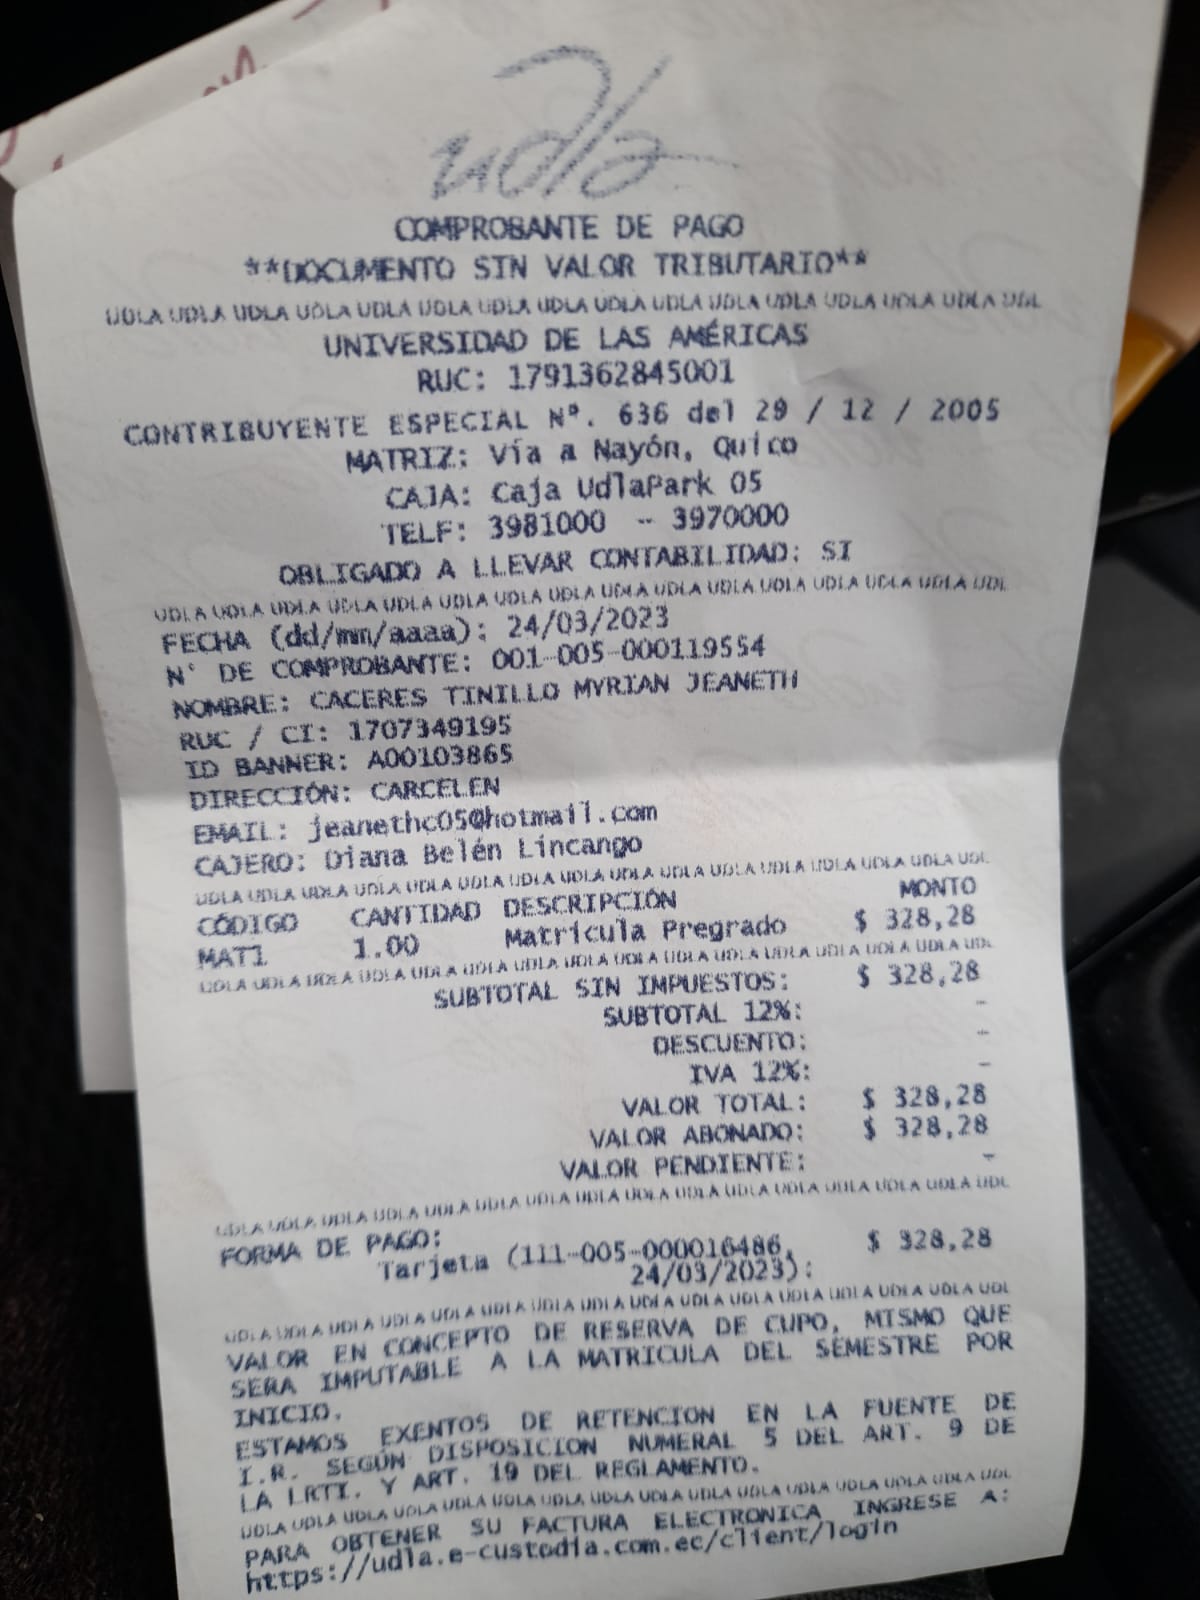 udla
COMPROBANTE DE PAGO
**DOCUMENTO SIN VALOR TRIBUTARIO**
UDLA UDLA UDLA UDLA UDLA UDLA UDLA UDLA UDLA UDLA UDLA UDLA UDLA UDLA UDL
UNIVERSIDAD DE LAS AMÉRICAS
RUC: 1791362845001
CONTRIBUYENTE ESPECIAL Nº. 636 del 29 / 12 / 2005
MATRIZ: Vía a Nayón, Quico
CAJA: Caja UdlaPark 05
TELF: 3981000 - 3970000
OBLIGADO A LLEVAR CONTABILIDAD: SI
UDLA UDLA UDLA UDLA UDLA UDLA UDLA UDLA UDLA UDLA UDLA UDLA UDLA UDLA UDL
FECHA (dd/mm/aaaa): 24/03/2023
N° DE COMPROBANTE: 001-005-000119554
NOMBRE: CACERES TINILLO MYRIAN JEANETH
RUC / CI: 1707349195
ID BANNER: A00103865
DIRECCIÓN: CARCELEN
EMAIL: jeanethc05@hotmail.com
CAJERO: Diana Belén Lincango
UDLA UDLA UDLA UDLA UDLA UDLA UDLA UDLA UDLA UDLA UDLA UDLA UDLA UDLA UDL
CÓDIGO CANTIDAD DESCRIPCIÓN MONTO
MAT1 1.00 Matrícula Pregrado $ 328,28
UDLA UDLA UDLA UDLA UDLA UDLA UDLA UDLA UDLA UDLA UDLA UDLA UDLA UDLA UDL
SUBTOTAL SIN IMPUESTOS: $ 328,28
SUBTOTAL 12%: -
DESCUENTO: -
IVA 12%: -
VALOR TOTAL: $ 328,28
VALOR ABONADO: $ 328,28
VALOR PENDIENTE: -
UDLA UDLA UDLA UDLA UDLA UDLA UDLA UDLA UDLA UDLA UDLA UDLA UDLA UDLA UDL
FORMA DE PAGO:
Tarjeta (111-005-000016486, $ 328,28
24/03/2023):
UDLA UDLA UDLA UDLA UDLA UDLA UDLA UDLA UDLA UDLA UDLA UDLA UDLA UDLA UDL
VALOR EN CONCEPTO DE RESERVA DE CUPO, MISMO QUE
SERA IMPUTABLE A LA MATRICULA DEL SEMESTRE POR
INICIO.
ESTAMOS EXENTOS DE RETENCION EN LA FUENTE DE
I.R. SEGÚN DISPOSICION NUMERAL 5 DEL ART. 9 DE
LA LRTI. Y ART. 19 DEL REGLAMENTO.
UDLA UDLA UDLA UDLA UDLA UDLA UDLA UDLA UDLA UDLA UDLA UDLA UDLA UDLA UDL
PARA OBTENER SU FACTURA ELECTRONICA INGRESE A:
https://udla.e-custodia.com.ec/client/login